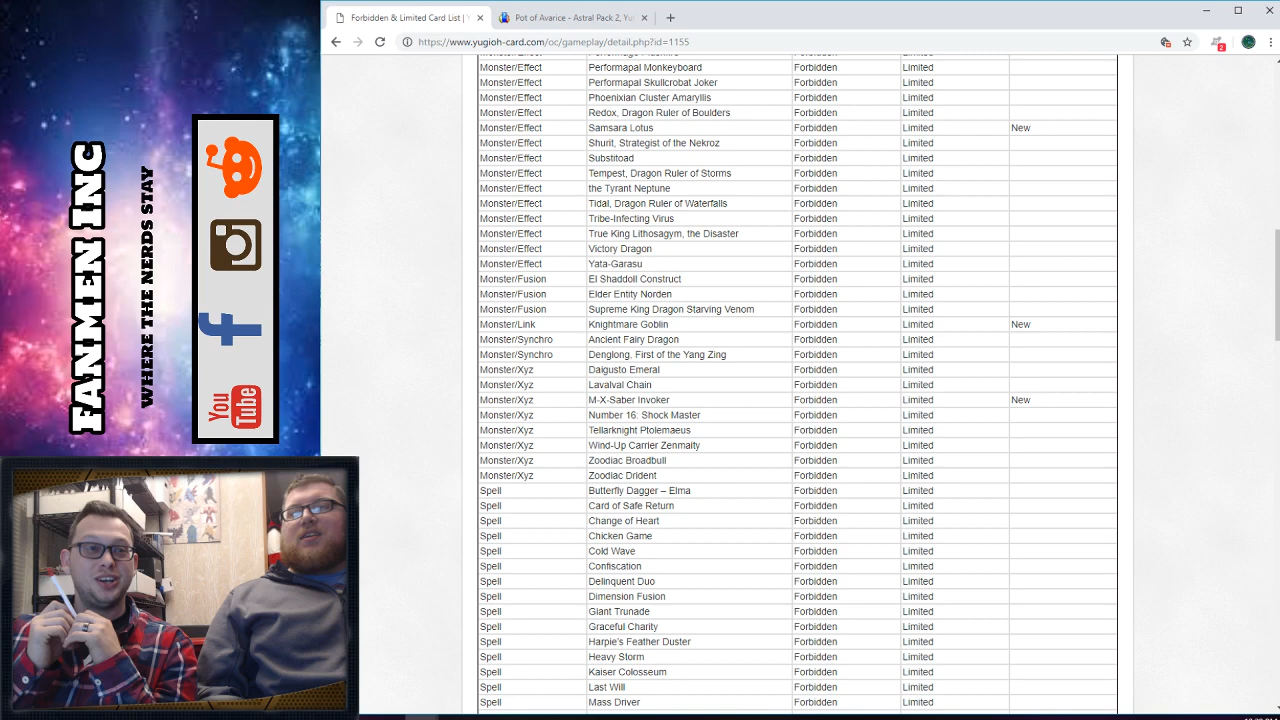 FANMEN INC
WHERE THE NERDS STAY
You Tube
Forbidden & Limited Card List | Y
Pot of Avarice - Astral Pack 2, Yu
https://www.yugioh-card.com/oc/gameplay/detail.php?id=1155
2
Monster/Effect Performapal Monkeyboard Forbidden Limited
Monster/Effect Performapal Skullcrobat Joker Forbidden Limited
Monster/Effect Phoenixian Cluster Amaryllis Forbidden Limited
Monster/Effect Redox, Dragon Ruler of Boulders Forbidden Limited
Monster/Effect Samsara Lotus Forbidden Limited New
Monster/Effect Shurit, Strategist of the Nekroz Forbidden Limited
Monster/Effect Substitoad Forbidden Limited
Monster/Effect Tempest, Dragon Ruler of Storms Forbidden Limited
Monster/Effect the Tyrant Neptune Forbidden Limited
Monster/Effect Tidal, Dragon Ruler of Waterfalls Forbidden Limited
Monster/Effect Tribe-Infecting Virus Forbidden Limited
Monster/Effect True King Lithosagym, the Disaster Forbidden Limited
Monster/Effect Victory Dragon Forbidden Limited
Monster/Effect Yata-Garasu Forbidden Limited
Monster/Fusion El Shaddoll Construct Forbidden Limited
Monster/Fusion Elder Entity Norden Forbidden Limited
Monster/Fusion Supreme King Dragon Starving Venom Forbidden Limited
Monster/Link Knightmare Goblin Forbidden Limited New
Monster/Synchro Ancient Fairy Dragon Forbidden Limited
Monster/Synchro Denglong, First of the Yang Zing Forbidden Limited
Monster/Xyz Daigusto Emeral Forbidden Limited
Monster/Xyz Lavalval Chain Forbidden Limited
Monster/Xyz M-X-Saber Invoker Forbidden Limited New
Monster/Xyz Number 16: Shock Master Forbidden Limited
Monster/Xyz Tellarknight Ptolemaeus Forbidden Limited
Monster/Xyz Wind-Up Carrier Zenmaity Forbidden Limited
Monster/Xyz Zoodiac Broadbull Forbidden Limited
Monster/Xyz Zoodiac Drident Forbidden Limited
Spell Butterfly Dagger – Elma Forbidden Limited
Spell Card of Safe Return Forbidden Limited
Spell Change of Heart Forbidden Limited
Spell Chicken Game Forbidden Limited
Spell Cold Wave Forbidden Limited
Spell Confiscation Forbidden Limited
Spell Delinquent Duo Forbidden Limited
Spell Dimension Fusion Forbidden Limited
Spell Giant Trunade Forbidden Limited
Spell Graceful Charity Forbidden Limited
Spell Harpie's Feather Duster Forbidden Limited
Spell Heavy Storm Forbidden Limited
Spell Kaiser Colosseum Forbidden Limited
Spell Last Will Forbidden Limited
Spell Mass Driver Forbidden Limited